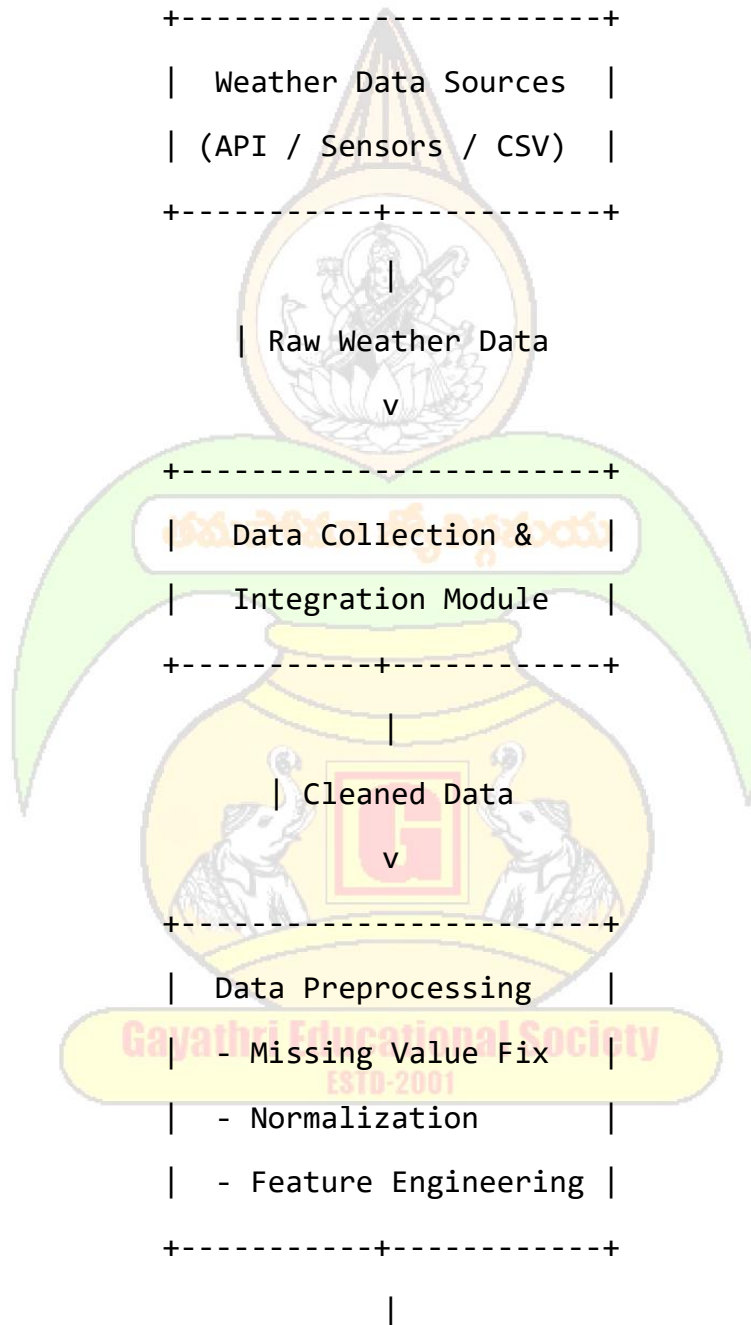 +------------------------+
|  Weather Data Sources  |
| (API / Sensors / CSV)  |
+-----------+------------+
|
| Raw Weather Data
v
+------------------------+
|   Data Collection &    |
|   Integration Module   |
+-----------+------------+
|
| Cleaned Data
v
+------------------------+
|  Data Preprocessing    |
Gayathri Educational Society
|  - Missing Value Fix   |
ESTD-2001
|  - Normalization       |
|  - Feature Engineering |
+-----------+------------+
|